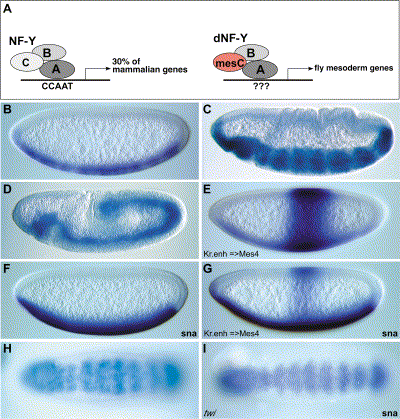 A
NF-Y
B
C
A
CCAAT
30% of
mammalian genes
dNF-Y
B
mesC
A
???
fly mesoderm genes
B
C
D
E
Kr.enh =>Mes4
F
sna
G
Kr.enh =>Mes4
sna
H
I
twi
sna